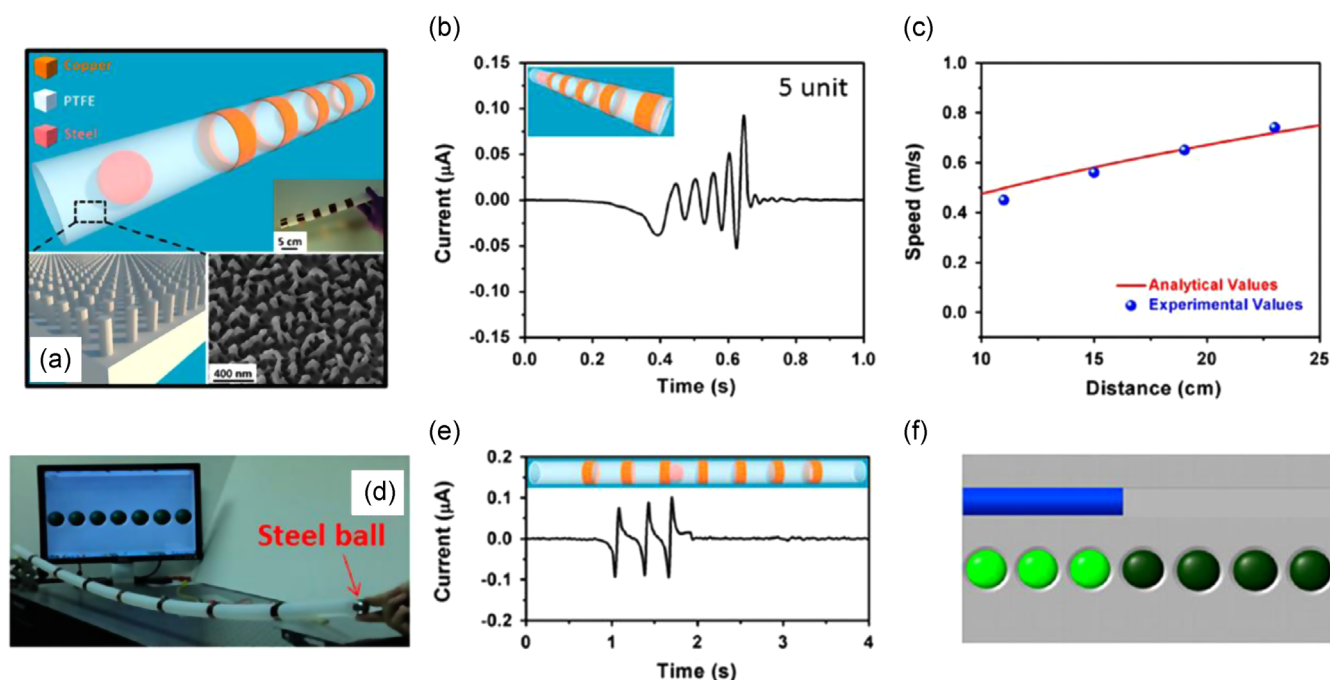 (a)
Copper
PTFE
Steel
5 cm
400 nm
(b)
5 unit
Current (μA)
0.15
0.10
0.05
0.00
-0.05
-0.10
-0.15
0.0 0.2 0.4 0.6 0.8 1.0
Time (s)
(c)
Speed (m/s)
1.0
0.8
0.6
0.4
0.2
0.0
Analytical Values
Experimental Values
10 15 20 25
Distance (cm)
(d)
Steel ball
(e)
Current (μA)
0.2
0.1
0.0
-0.1
-0.2
0 1 2 3 4
Time (s)
(f)